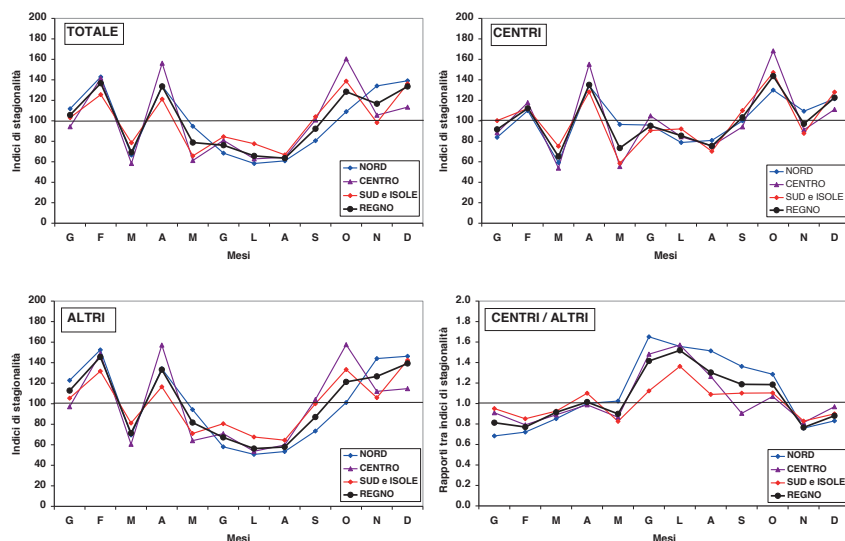 TOTALE
Indici di stagionalità
200
180
160
140
120
100
80
60
40
20
0
G F M A M G L A S O N D
Mesi
NORD
CENTRO
SUD e ISOLE
REGNO
CENTRI
Indici di stagionalità
200
180
160
140
120
100
80
60
40
20
0
G F M A M G L A S O N D
Mesi
NORD
CENTRO
SUD e ISOLE
REGNO
ALTRI
Indici di stagionalità
200
180
160
140
120
100
80
60
40
20
0
G F M A M G L A S O N D
Mesi
NORD
CENTRO
SUD e ISOLE
REGNO
CENTRI / ALTRI
Rapporti tra indici di stagionalità
2.0
1.8
1.6
1.4
1.2
1.0
0.8
0.6
0.4
0.2
0.0
G F M A M G L A S O N D
Mesi
NORD
CENTRO
SUD e ISOLE
REGNO